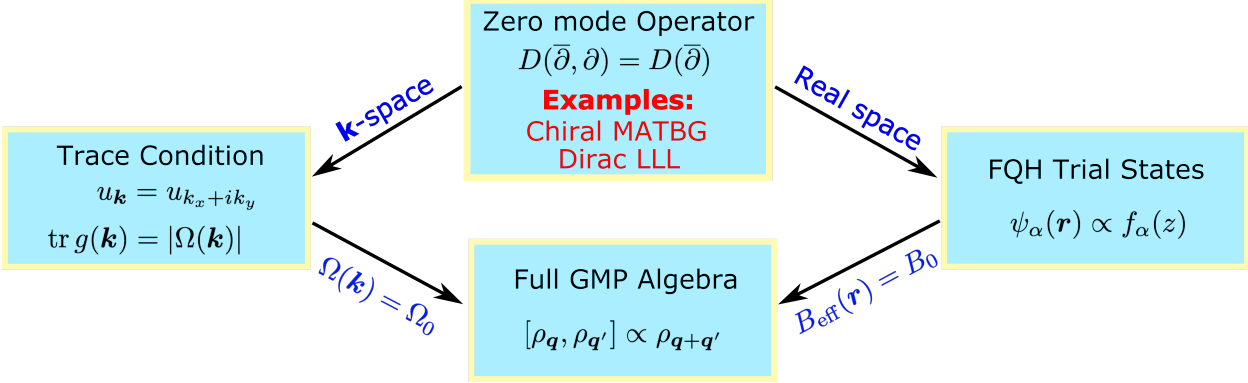 Zero mode Operator
D(∂̅, ∂) = D(∂̅)
Examples:
Chiral MATBG
Dirac LLL
k-space
Real space
Trace Condition
u_𝒌 = u_{k_x+ik_y}
tr g(𝒌) = |Ω(𝒌)|
FQH Trial States
ψ_α(𝒓) ∝ f_α(z)
Ω(𝒌) = Ω_0
B_eff(𝒓) = B_0
Full GMP Algebra
[ρ_𝒒, ρ_𝒒′] ∝ ρ_{𝒒+𝒒′}